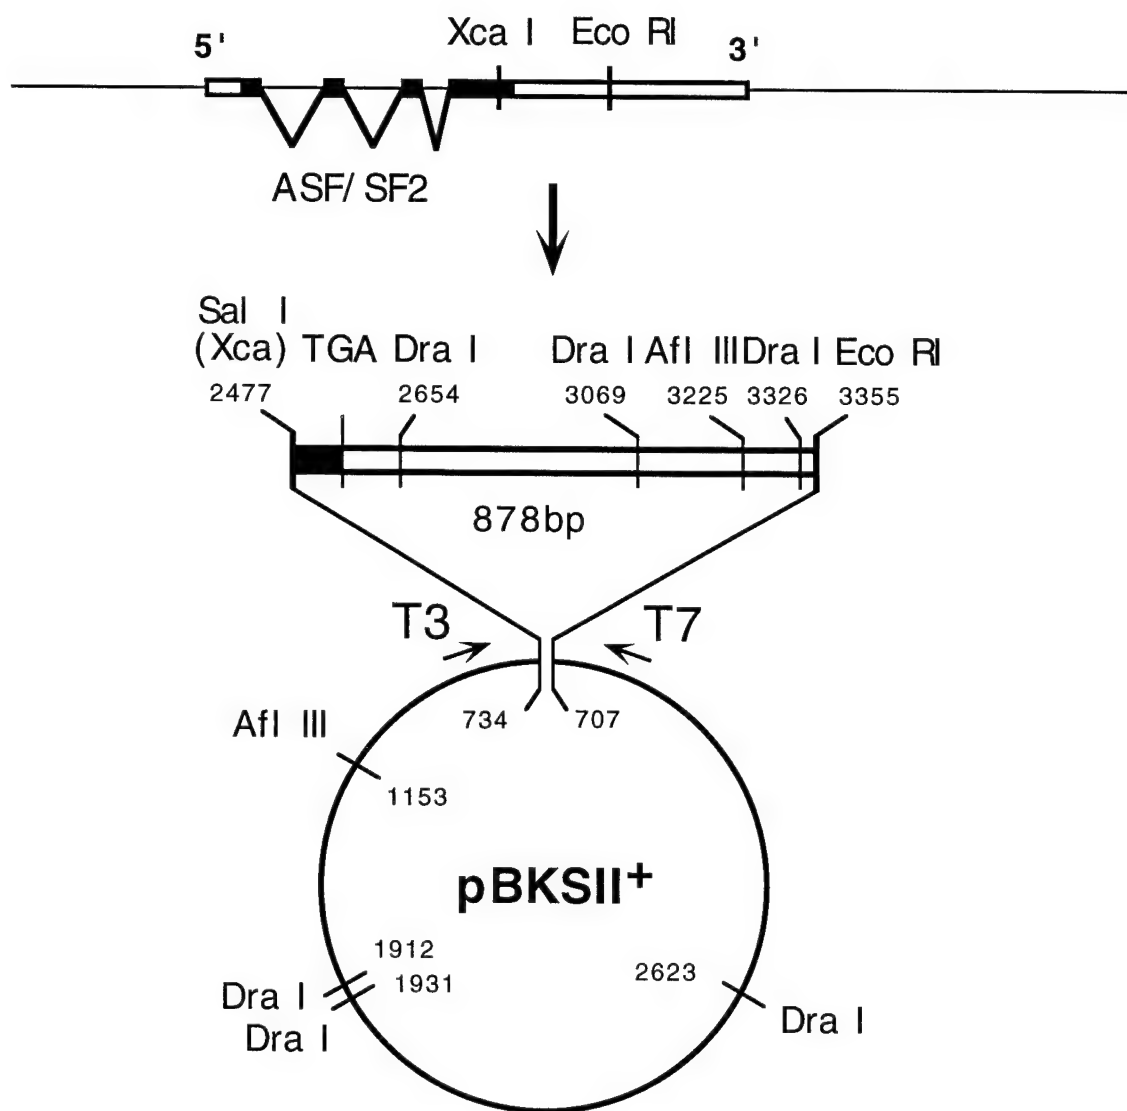 Xca I Eco RI
5' 3'
ASF/ SF2
Sal I
(Xca) TGA Dra I Dra I Afl III Dra I Eco RI
2477 2654 3069 3225 3326 3355
878bp
T3 T7
734 707
Afl III
1153
pBKSII+
1912
1931 2623
Dra I
Dra I Dra I